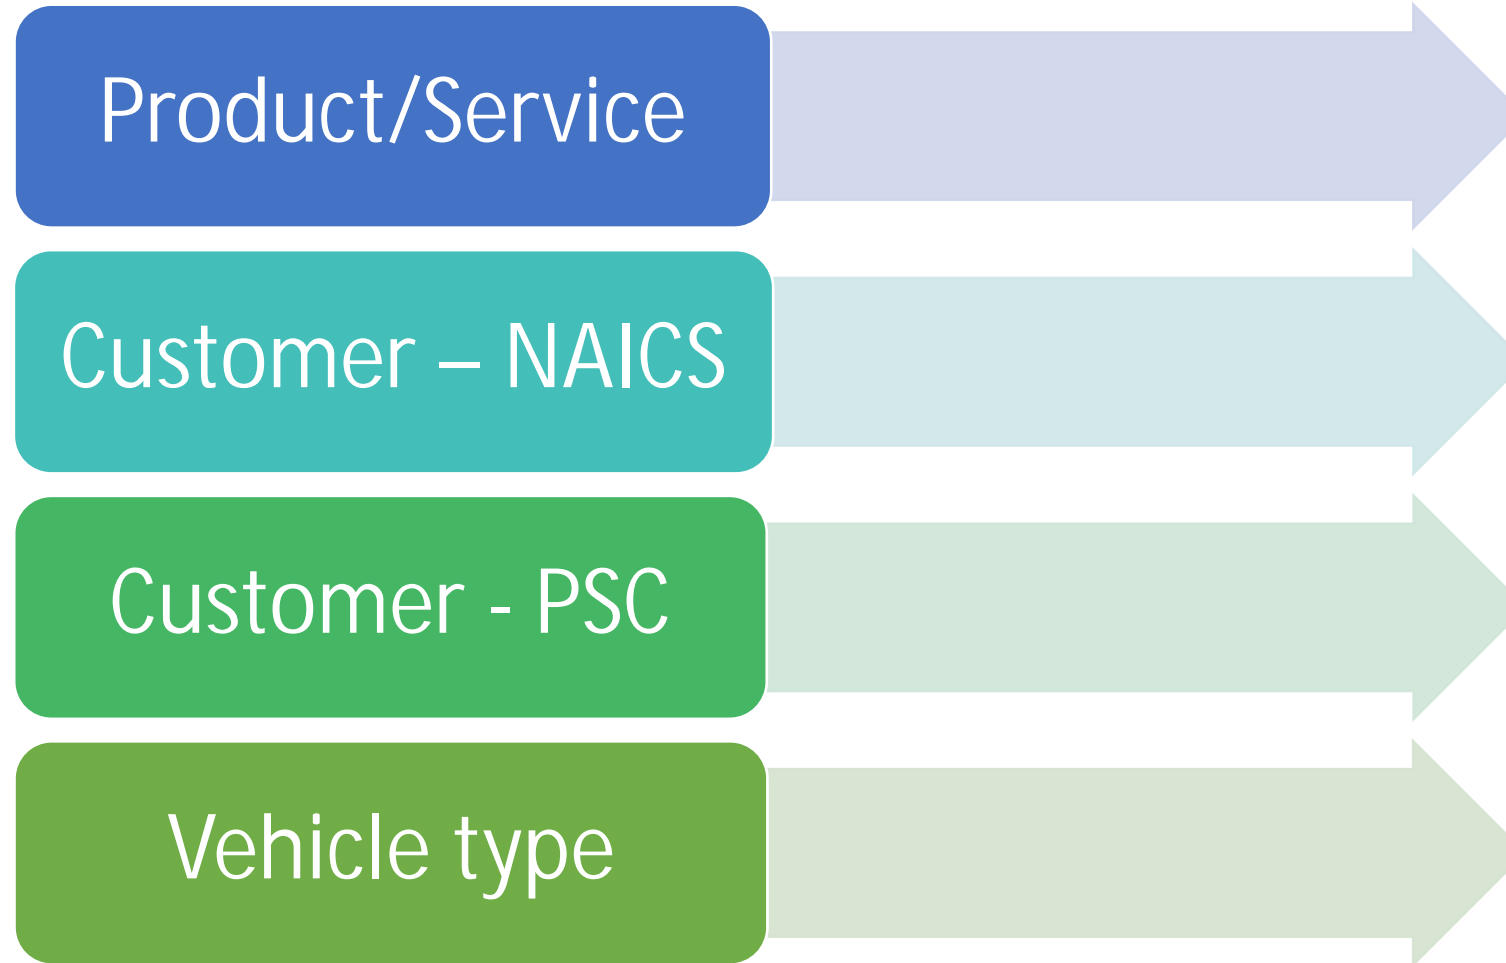 Product/Service
Customer – NAICS
Customer - PSC
Vehicle type